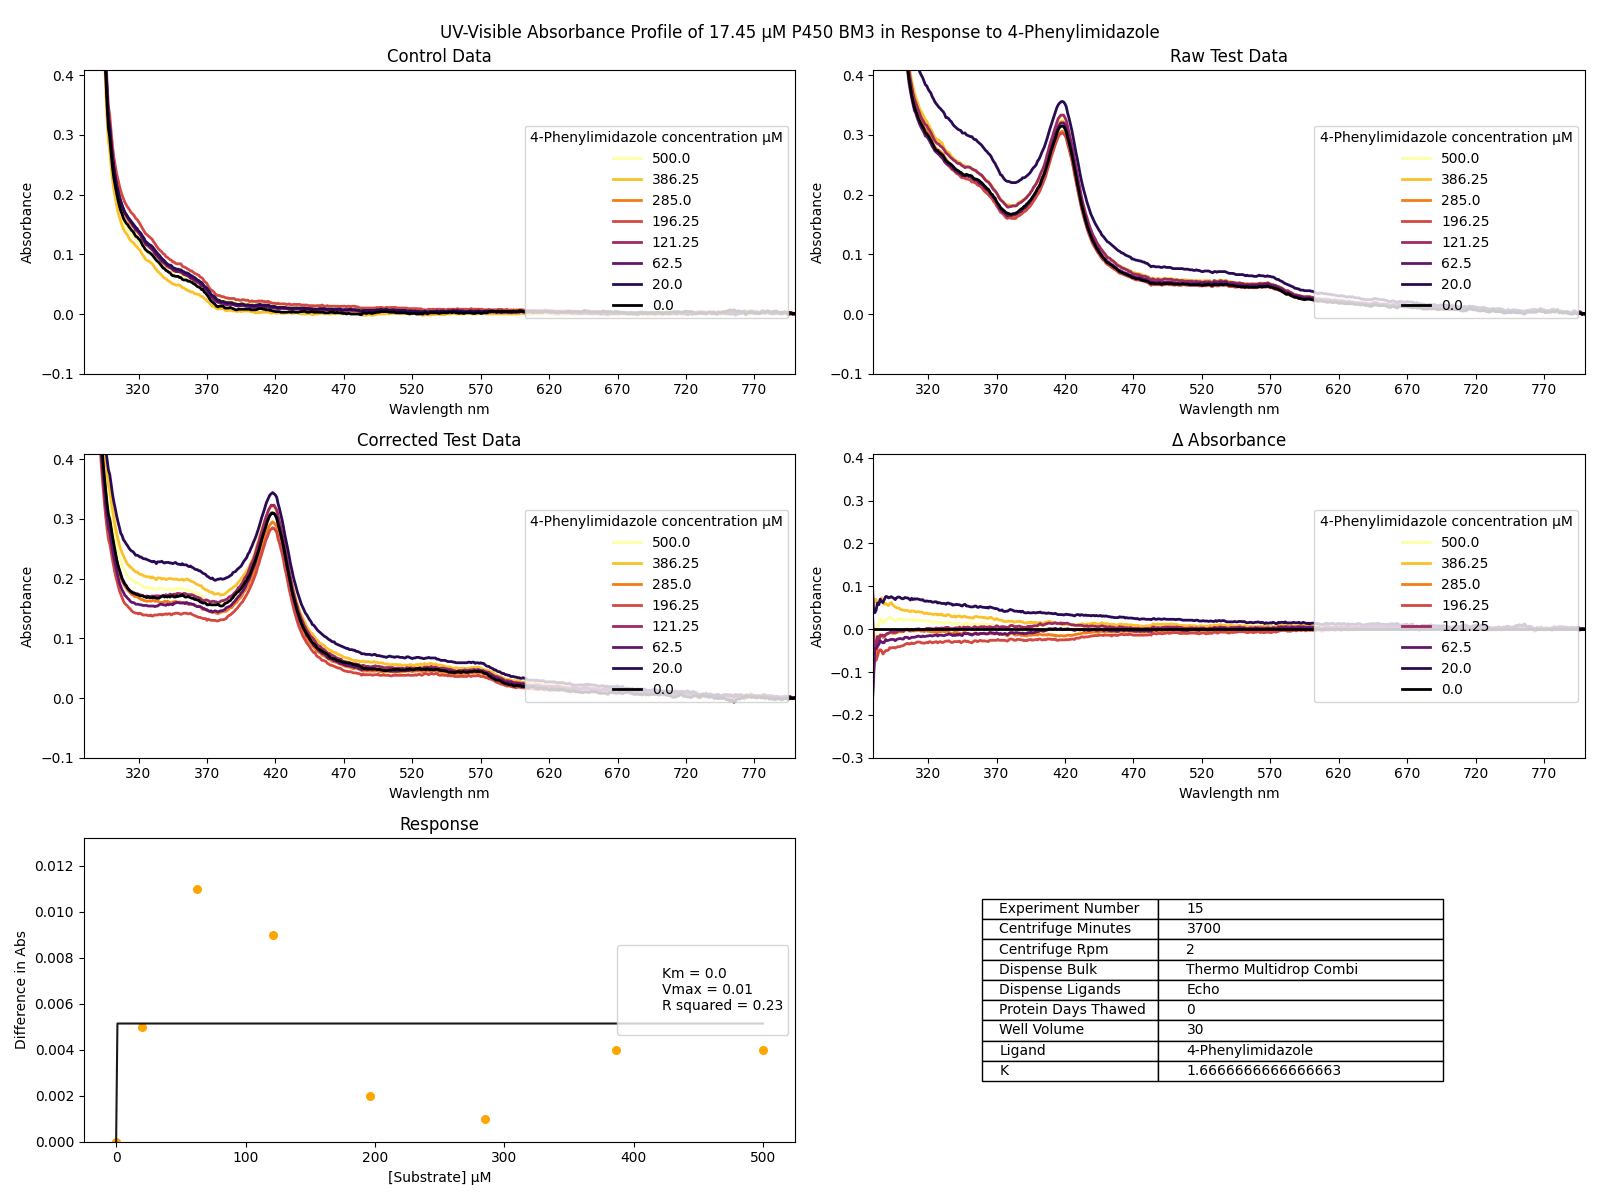 UV-Visible Absorbance Profile of 17.45 µM P450 BM3 in Response to 4-Phenylimidazole
Control Data
Absorbance
0.4
0.3
0.2
0.1
0.0
−0.1
320 370 420 470 520 570 620 670 720 770
Wavlength nm
4-Phenylimidazole concentration µM
500.0
386.25
285.0
196.25
121.25
62.5
20.0
0.0
Raw Test Data
Absorbance
0.4
0.3
0.2
0.1
0.0
−0.1
320 370 420 470 520 570 620 670 720 770
Wavlength nm
4-Phenylimidazole concentration µM
500.0
386.25
285.0
196.25
121.25
62.5
20.0
0.0
Corrected Test Data
Absorbance
0.4
0.3
0.2
0.1
0.0
−0.1
320 370 420 470 520 570 620 670 720 770
Wavlength nm
4-Phenylimidazole concentration µM
500.0
386.25
285.0
196.25
121.25
62.5
20.0
0.0
Δ Absorbance
Absorbance
0.4
0.3
0.2
0.1
0.0
−0.1
−0.2
−0.3
320 370 420 470 520 570 620 670 720 770
Wavlength nm
4-Phenylimidazole concentration µM
500.0
386.25
285.0
196.25
121.25
62.5
20.0
0.0
Response
Difference in Abs
0.012
0.010
0.008
0.006
0.004
0.002
0.000
0 100 200 300 400 500
[Substrate] µM
Km = 0.0
Vmax = 0.01
R squared = 0.23
Experiment Number 15
Centrifuge Minutes 3700
Centrifuge Rpm 2
Dispense Bulk Thermo Multidrop Combi
Dispense Ligands Echo
Protein Days Thawed 0
Well Volume 30
Ligand 4-Phenylimidazole
K 1.6666666666666663